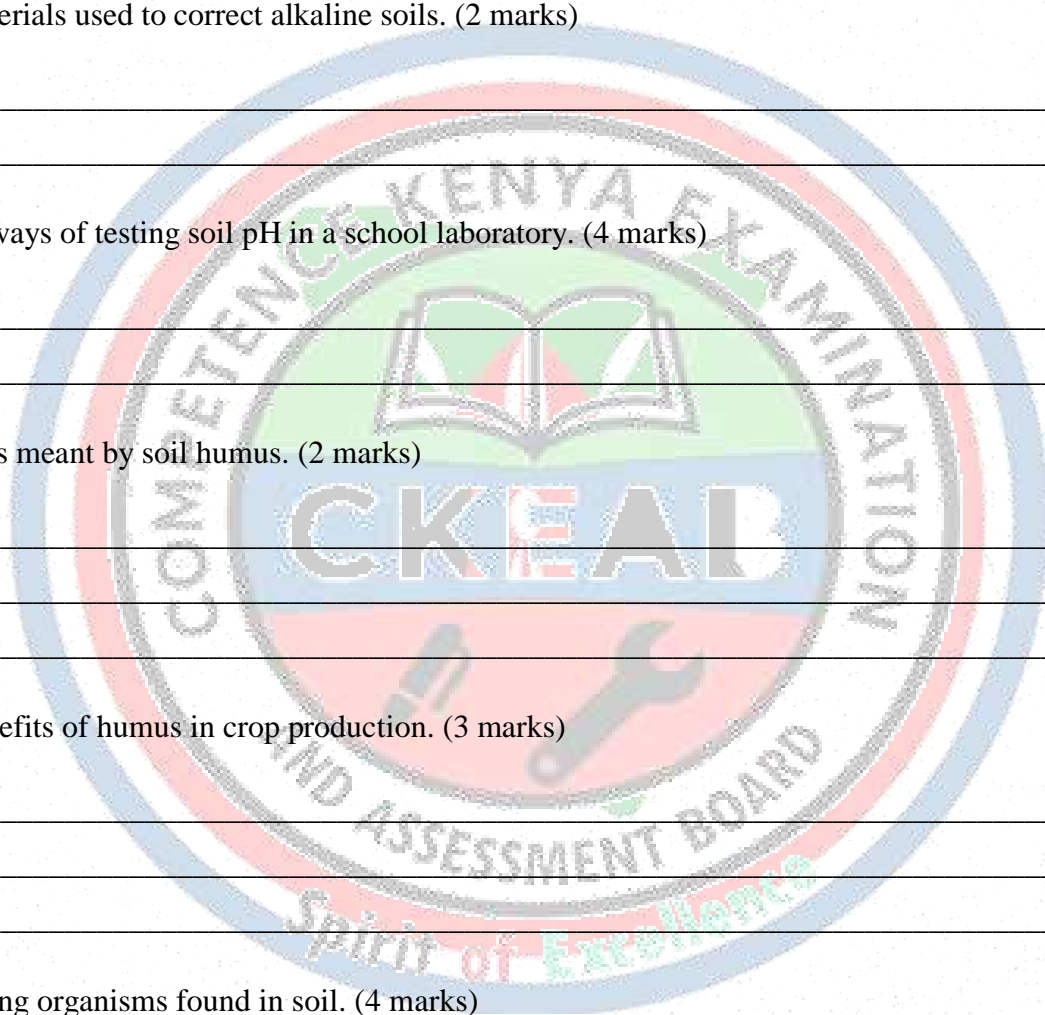 erials used to correct alkaline soils. (2 marks)
ways of testing soil pH in a school laboratory. (4 marks)
s meant by soil humus. (2 marks)
efits of humus in crop production. (3 marks)
ng organisms found in soil. (4 marks)
COMPETENCE KENYA EXAMINATION
CKEAB
AND ASSESSMENT BOARD
Spirit of Excellence